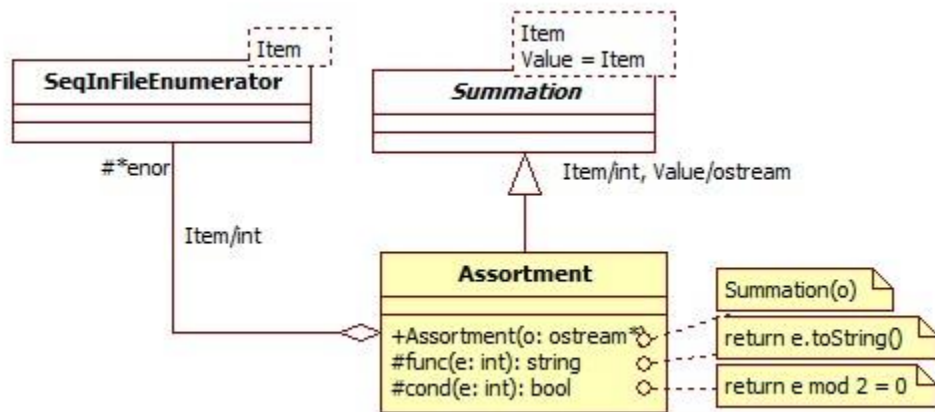 Item
SeqInFileEnumerator
Item
Value = Item
Summation
#*enor
Item/int, Value/ostream
Item/int
Assortment
+Assortment(o: ostream*)
#func(e: int): string
#cond(e: int): bool
Summation(o)
return e.toString()
return e mod 2 = 0